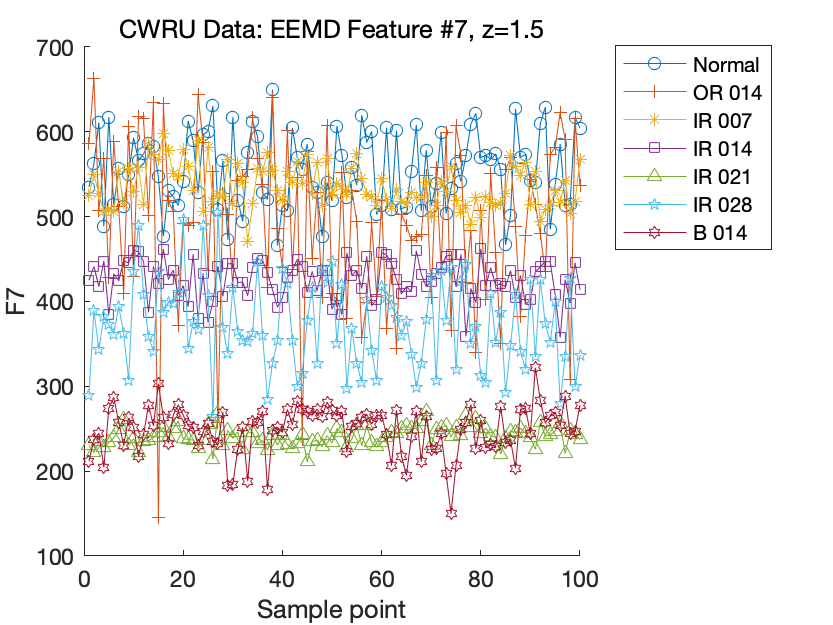 CWRU Data: EEMD Feature #7, z=1.5
700
600
500
400
300
200
100
F7
0
20
40
60
80
100
Sample point
Normal
OR 014
IR 007
IR 014
IR 021
IR 028
B 014